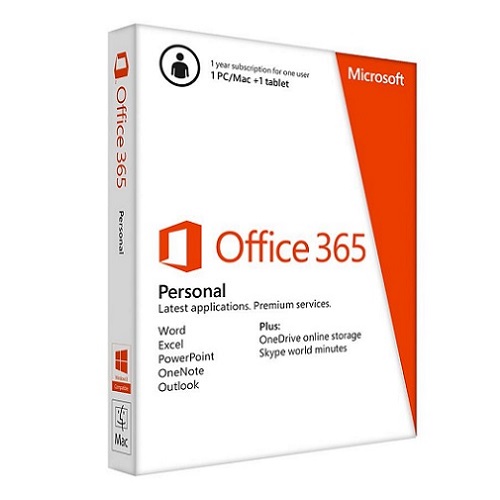 Office 365
Personal
Mac
1 year subscription for one user
1 PC/Mac +1 tablet
Microsoft
Office 365
Personal
Latest applications. Premium services.
Word
Excel
PowerPoint
OneNote
Outlook
Plus:
OneDrive online storage
Skype world minutes